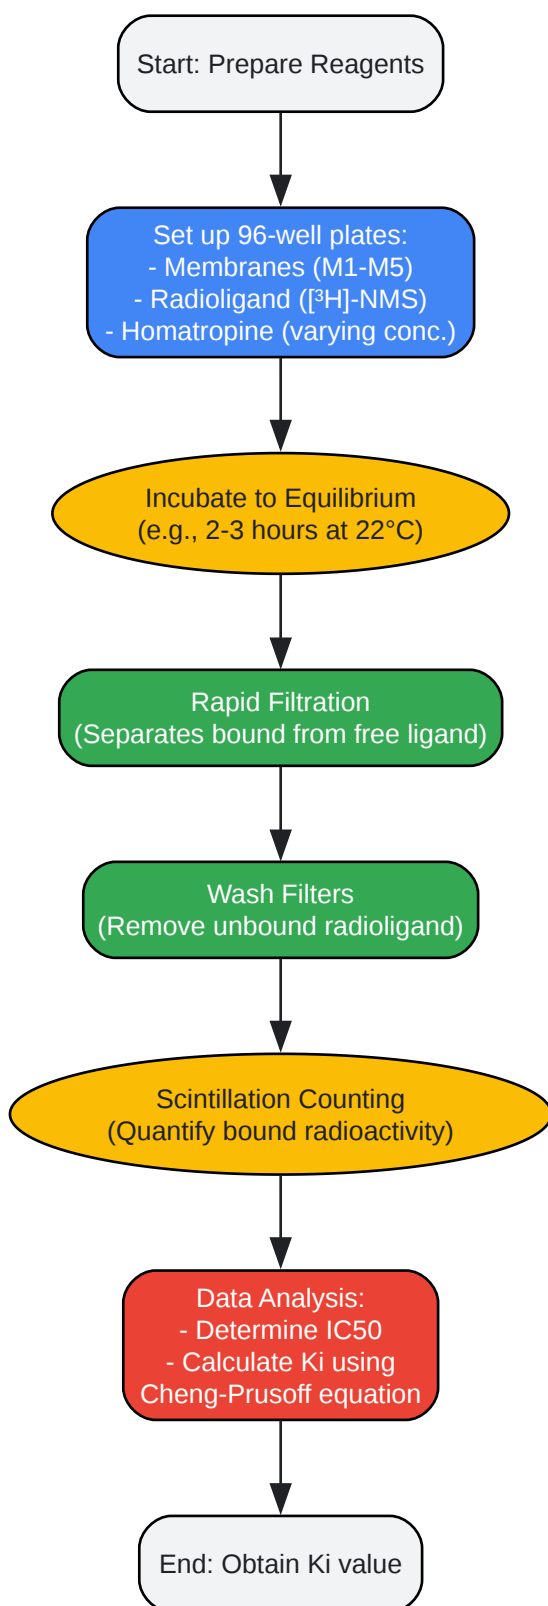 Start: Prepare Reagents
Set up 96-well plates:
- Membranes (M1-M5)
- Radioligand ([³H]-NMS)
- Homatropine (varying conc.)
Incubate to Equilibrium
(e.g., 2-3 hours at 22°C)
Rapid Filtration
(Separates bound from free ligand)
Wash Filters
(Remove unbound radioligand)
Scintillation Counting
(Quantify bound radioactivity)
Data Analysis:
- Determine IC50
- Calculate Ki using
Cheng-Prusoff equation
End: Obtain Ki value